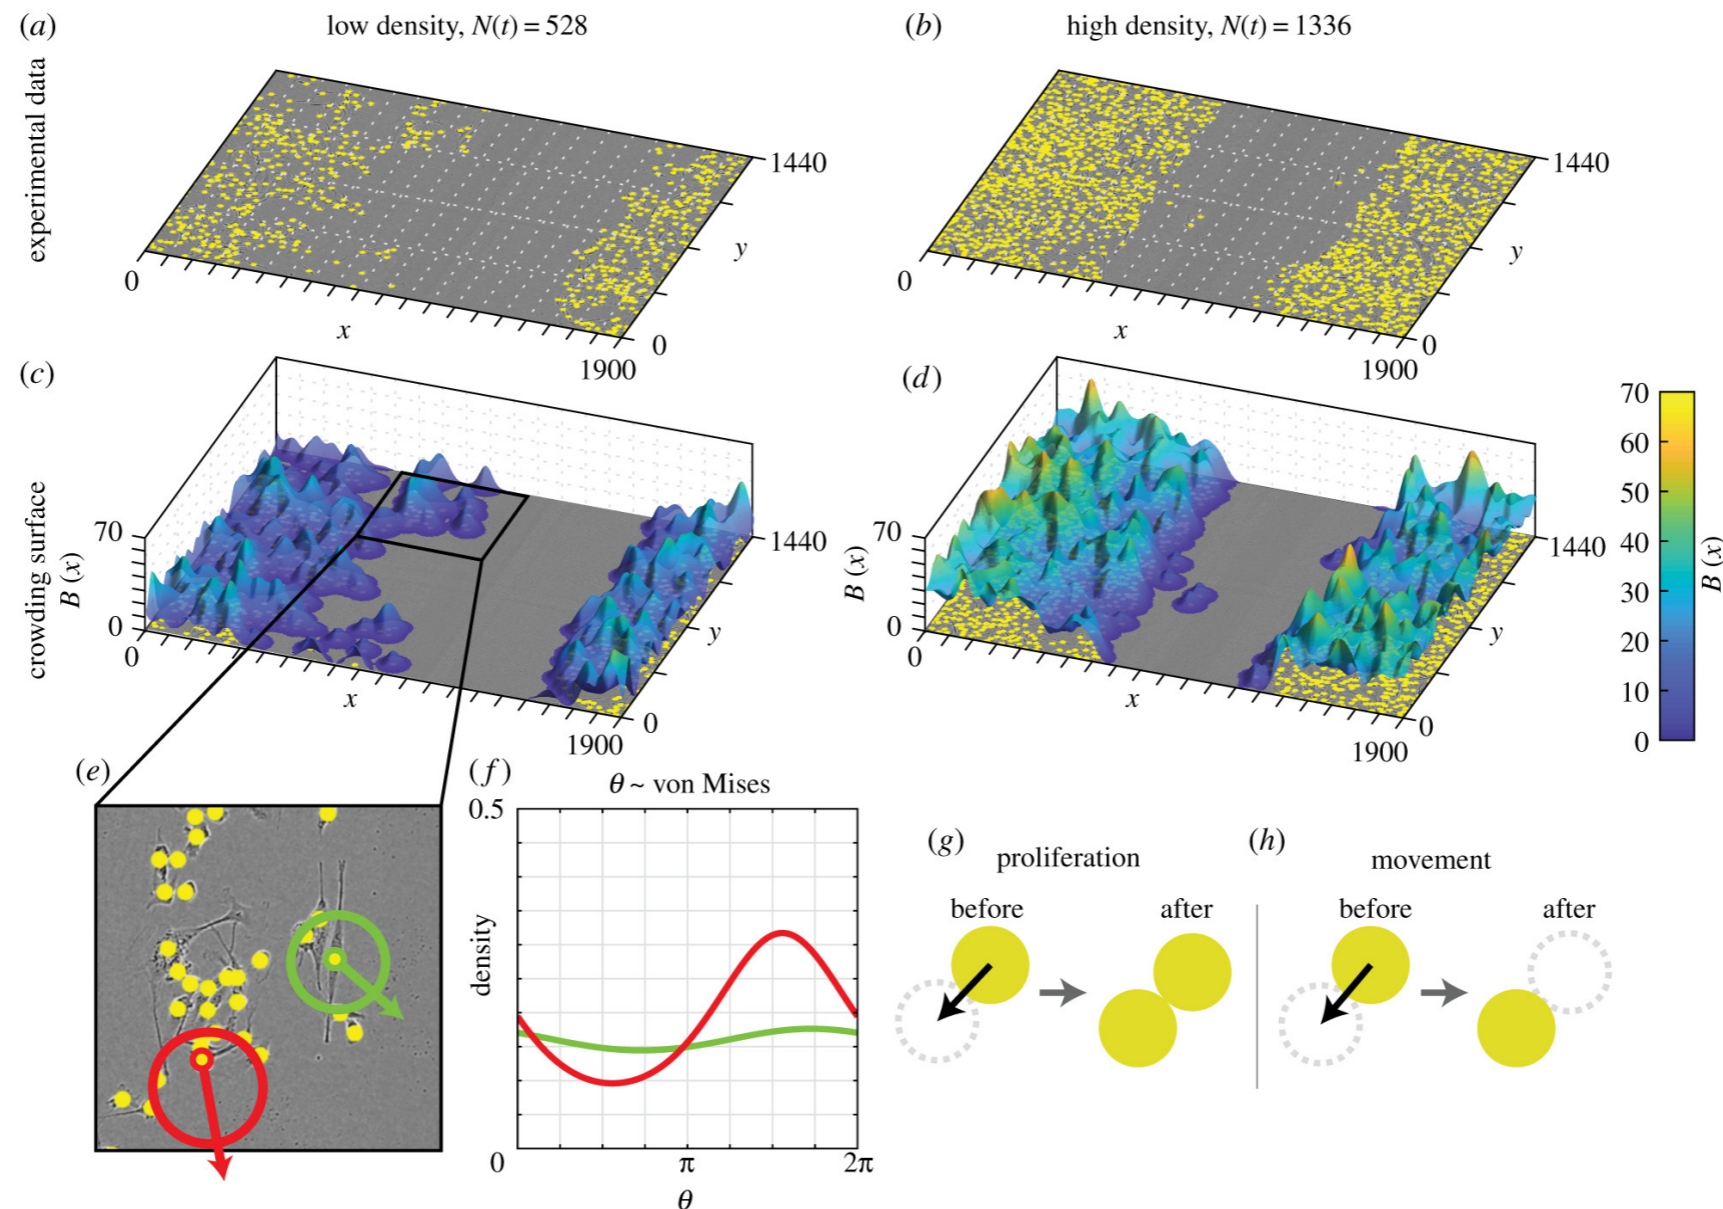 (a) low density, N(t) = 528
(b) high density, N(t) = 1336
experimental data
1440
y
0
x
0
1900
1440
y
0
x
0
1900
(c)
crowding surface
B (x)
70
0
0
x
1900
0
y
1440
(d)
B (x)
70
0
0
x
1900
0
y
1440
70
60
50
40
30
20
10
0
B (x)
(e)
(f)
θ ~ von Mises
0.5
density
0
π
2π
θ
(g)
proliferation
before
after
(h)
movement
before
after